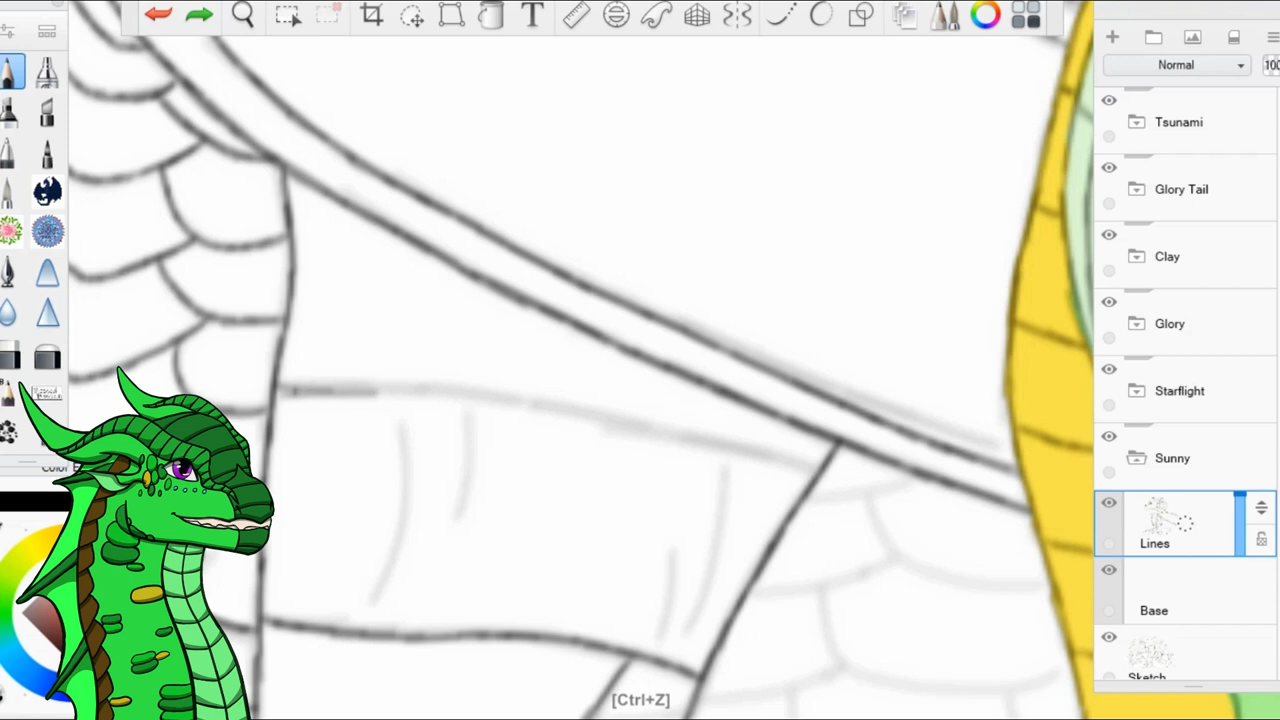 Normal
100
Tsunami
Glory Tail
Clay
Glory
Starflight
Sunny
Lines
Base
Sketch
Color
[Ctrl+Z]